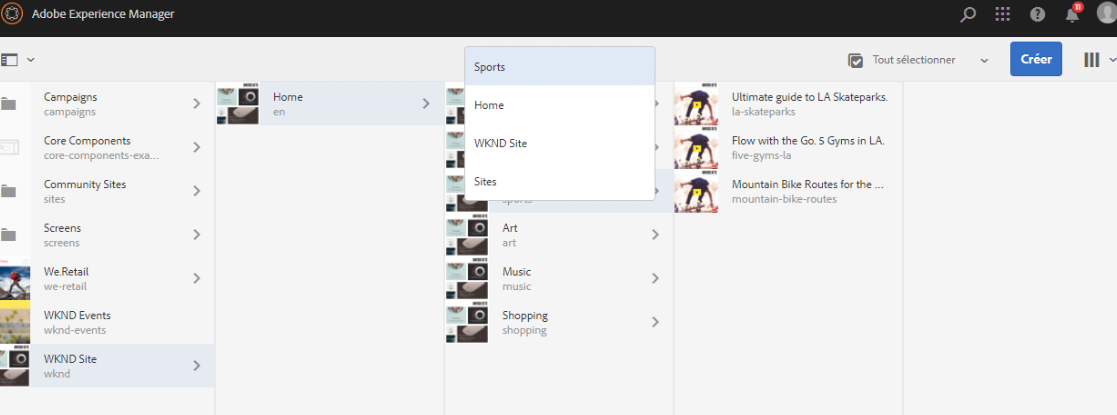 Adobe Experience Manager
11
Tout sélectionner
Créer
Sports
Home
WKND Site
Sites
Campaigns
campaigns
Core Components
core-components-exa...
Community Sites
sites
Screens
screens
We.Retail
we-retail
WKND Events
wknd-events
WKND Site
wknd
Home
en
sports
Art
art
Music
music
Shopping
shopping
Ultimate guide to LA Skateparks.
la-skateparks
Flow with the Go. 5 Gyms in LA.
five-gyms-la
Mountain Bike Routes for the ...
mountain-bike-routes